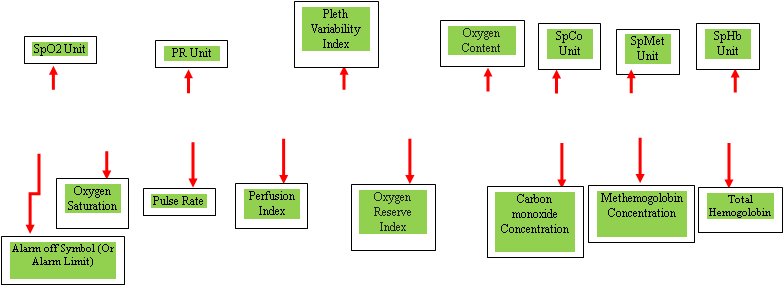 SpO2 Unit
PR Unit
Pleth
Variability
Index
Oxygen
Content
SpCo
Unit
SpMet
Unit
SpHb
Unit
Alarm off Symbol (Or
Alarm Limit)
Oxygen
Saturation
Pulse Rate
Perfusion
Index
Oxygen
Reserve
Index
Carbon
monoxide
Concentration
Methemogolobin
Concentration
Total
Hemogolobin